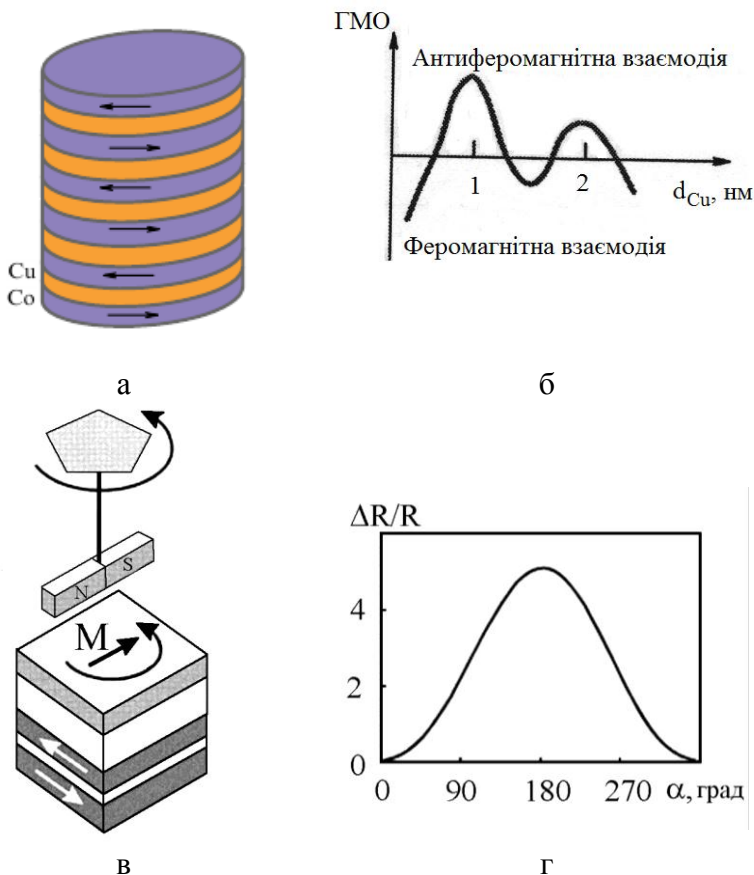 Cu
Co
а
ГМО
Антиферомагнітна взаємодія
1
2
d_Cu, нм
Феромагнітна взаємодія
б
N
S
M
в
ΔR/R
4
2
0
0 90 180 270 α, град
г